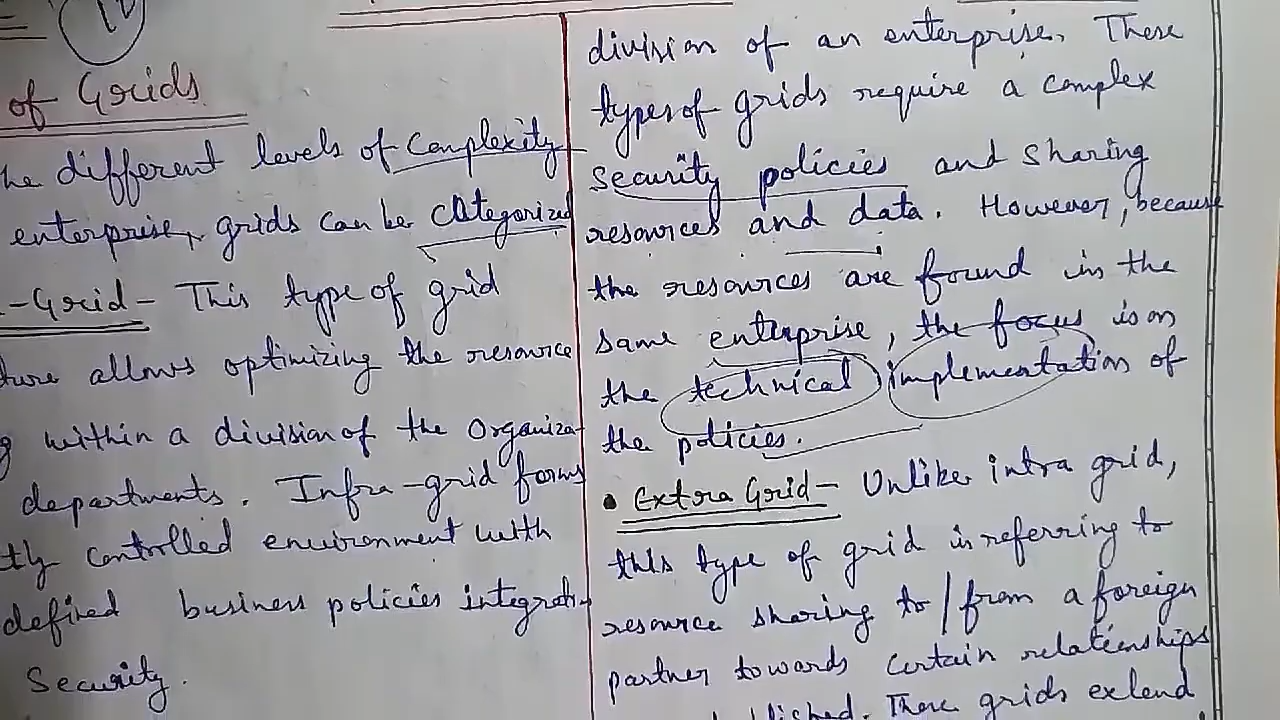 of Grids
he different levels of Complexity
enterprise, grids can be Categorized
-Grid- This type of grid
ture allows optimizing the resource
g within a division of the Organiza-
departments. Infra-grid forms
tly Controlled environment with
defined business policies integrati-
Security.
division of an enterprise. These
types of grids require a complex
security policies and sharing
resources and data. However, because
the resources are found in the
same enterprise, the focus is on
the technical implementation of
the policies.
• Extra Grid- Unlike intra grid,
this type of grid is referring to
resource sharing to/from a foreign
partner towards certain relationships
lished. These grids extend